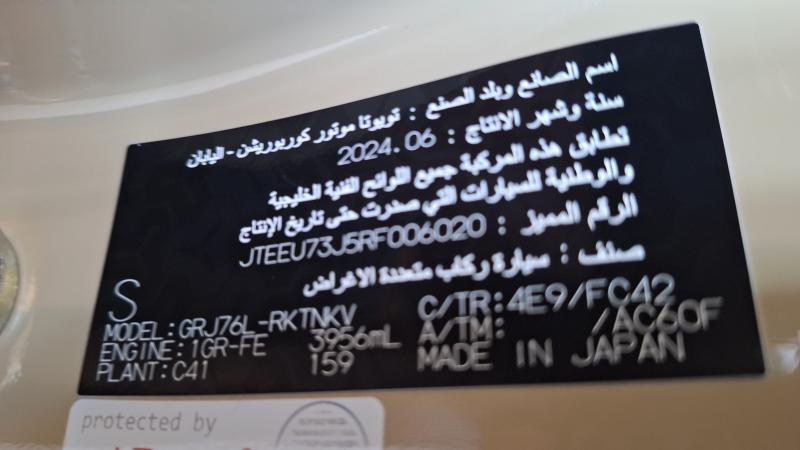 اسم الصانع وبلد الصنع : تويوتا موتور كوربوريشن - اليابان
سنة وشهر الانتاج : 2024.06
تطابق هذه المركبة جميع اللوائح الفنية الخليجية
والوطنية للسيارات التي صدرت حتى تاريخ الإنتاج
الرقم المميز : JTEEU73J5RF006020
صنف : سيارة ركاب متعددة الاغراض
S
MODEL:GRJ76L-RKTNKV C/TR:4E9/FC42
ENGINE:1GR-FE 3956mL A/TM: /AC60F
PLANT:C41 159 MADE IN JAPAN
protected by